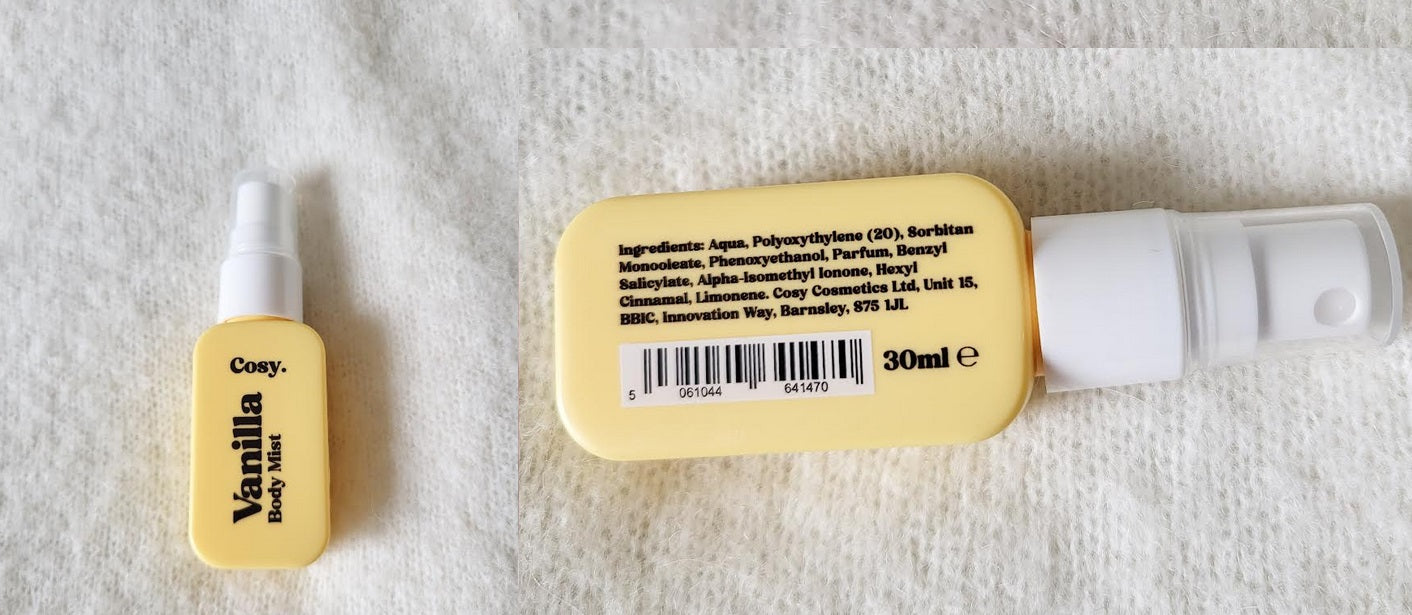 Cosy.
Vanilla
Body Mist
Ingredients: Aqua, Polyoxythylene (20), Sorbitan
Monooleate, Phenoxyethanol, Parfum, Benzyl
Salicylate, Alpha-Isomethyl Ionone, Hexyl
Cinnamal, Limonene. Cosy Cosmetics Ltd, Unit 15,
BBIC, Innovation Way, Barnsley, S75 1JL
30ml ℮
5 061044 641470